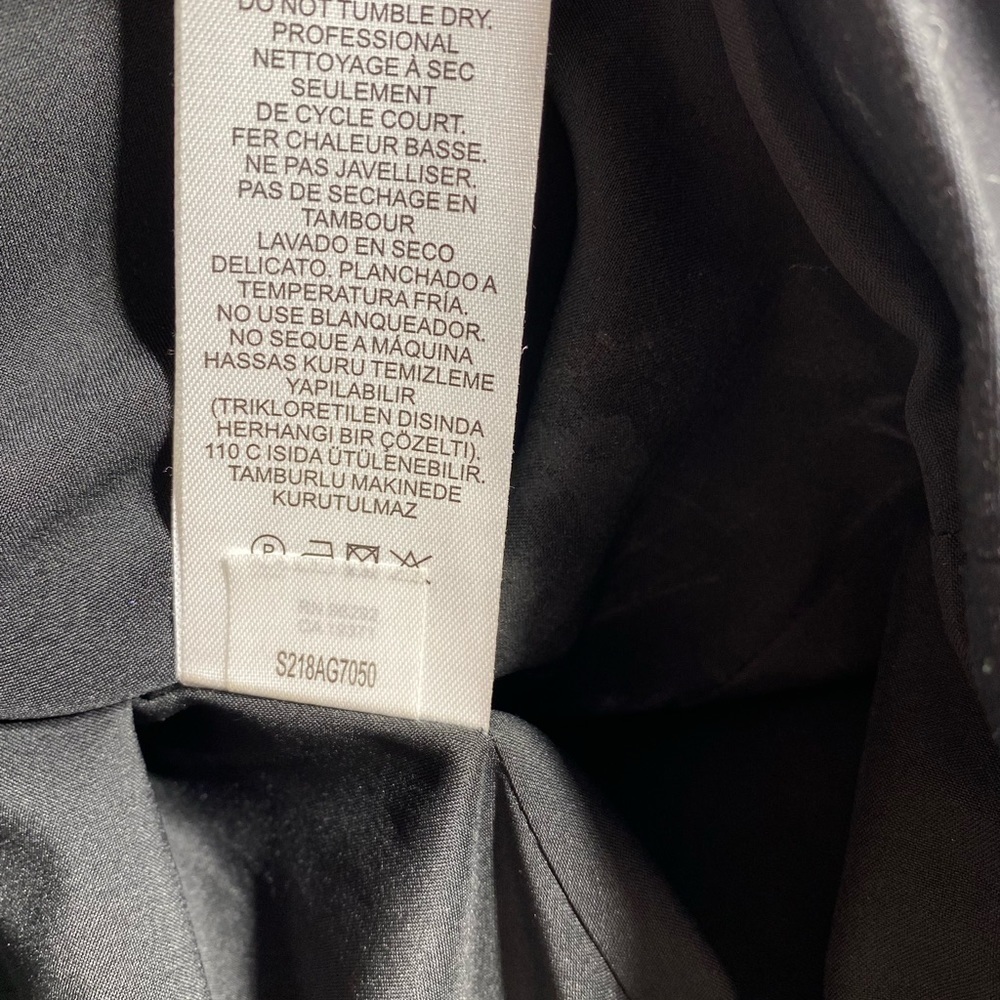 DO NOT TUMBLE DRY.
PROFESSIONAL
NETTOYAGE À SEC
SEULEMENT
DE CYCLE COURT.
FER CHALEUR BASSE.
NE PAS JAVELLISER.
PAS DE SECHAGE EN
TAMBOUR
LAVADO EN SECO
DELICATO. PLANCHADO A
TEMPERATURA FRÍA.
NO USE BLANQUEADOR.
NO SEQUE A MÁQUINA
HASSAS KURU TEMIZLEME
YAPILABILIR
(TRIKLORETILEN DISINDA
HERHANGI BIR ÇÖZELTI).
110 C ISIDA ÜTÜLENEBILIR.
TAMBURLU MAKINEDE
KURUTULMAZ
P
S218AG7050